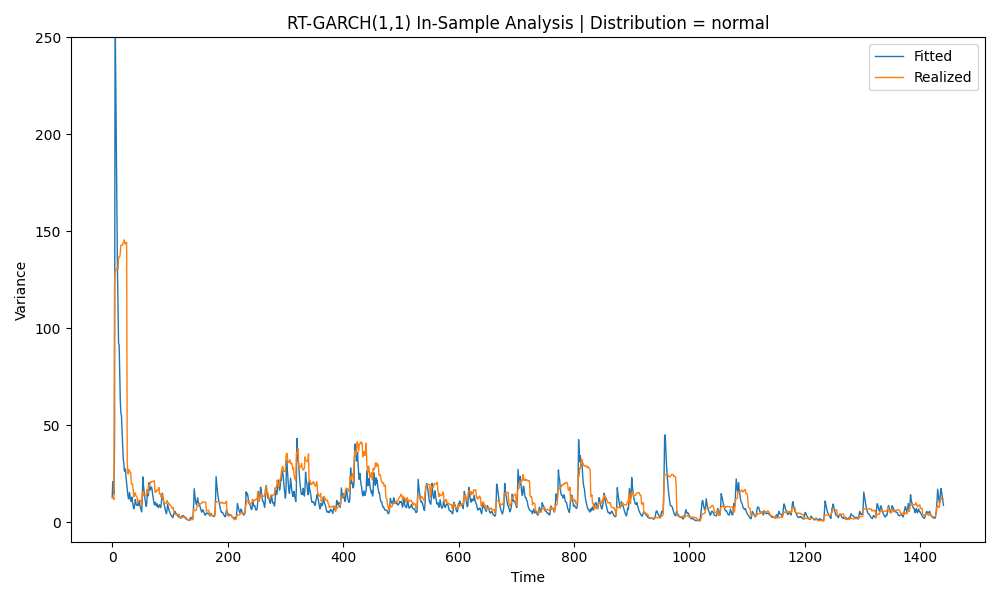 RT-GARCH(1,1) In-Sample Analysis | Distribution = normal
Fitted
Realized
250
200
150
100
50
0
Variance
0
200
400
600
800
1000
1200
1400
Time